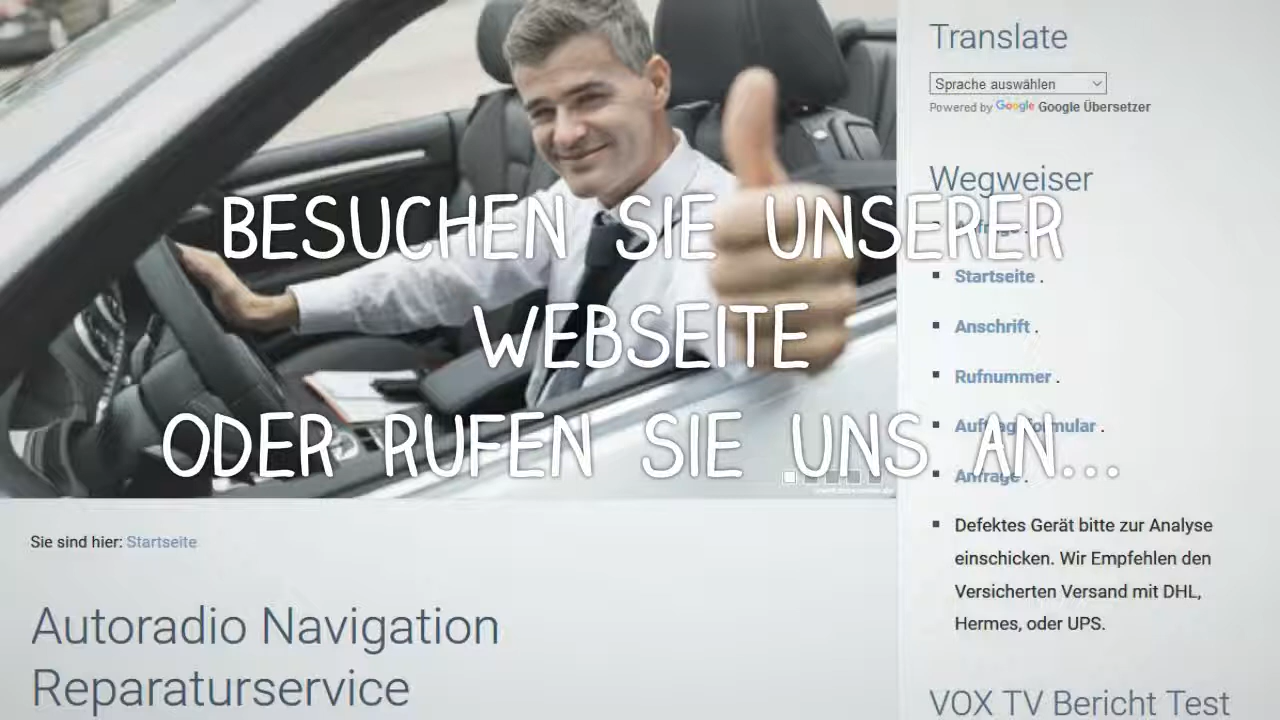 Translate
Sprache auswählen
Powered by Google Google Übersetzer
Wegweiser
BESUCHEN SIE UNSERER
Startseite .
WEBSEITE
Anschrift .
Rufnummer .
ODER RUFEN SIE UNS AN...
Auftragsformular .
Anfrage .
Defektes Gerät bitte zur Analyse
einschicken. Wir Empfehlen den
Versicherten Versand mit DHL,
Hermes, oder UPS.
Sie sind hier: Startseite
Autoradio Navigation
Reparaturservice
VOX TV Bericht Test